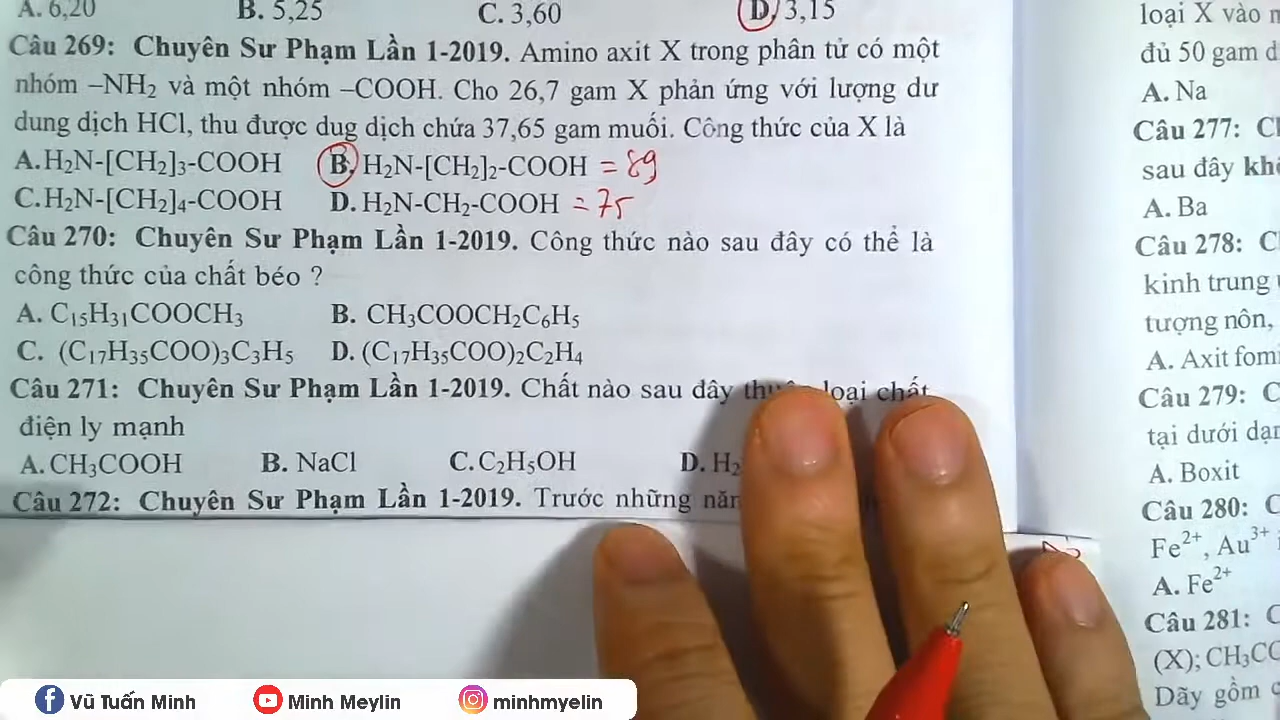 A. 6,20 B. 5,25 C. 3,60 D. 3,15
Câu 269: Chuyên Sư Phạm Lần 1-2019. Amino axit X trong phân tử có một
nhóm –NH₂ và một nhóm –COOH. Cho 26,7 gam X phản ứng với lượng dư
dung dịch HCl, thu được dug dịch chứa 37,65 gam muối. Công thức của X là
A. H₂N-[CH₂]₃-COOH B. H₂N-[CH₂]₂-COOH = 89
C. H₂N-[CH₂]₄-COOH D. H₂N-CH₂-COOH = 75
Câu 270: Chuyên Sư Phạm Lần 1-2019. Công thức nào sau đây có thể là
công thức của chất béo ?
A. C₁₅H₃₁COOCH₃ B. CH₃COOCH₂C₆H₅
C. (C₁₇H₃₅COO)₃C₃H₅ D. (C₁₇H₃₅COO)₂C₂H₄
Câu 271: Chuyên Sư Phạm Lần 1-2019. Chất nào sau đây thuộc loại chất
điện ly mạnh
A. CH₃COOH B. NaCl C. C₂H₅OH D. H₂
Câu 272: Chuyên Sư Phạm Lần 1-2019. Trước những năm
loại X vào
đủ 50 gam
A. Na
Câu 277:
sau đây
A. Ba
Câu 278:
kinh trung
tượng nôn,
A. Axit
Câu 279:
tại dưới
A. Boxit
Câu 280:
Fe²⁺, Au³⁺
A. Fe²⁺
Câu 281:
(X);
Dãy gồm
Vũ Tuấn Minh Minh Meylin minhmyelin